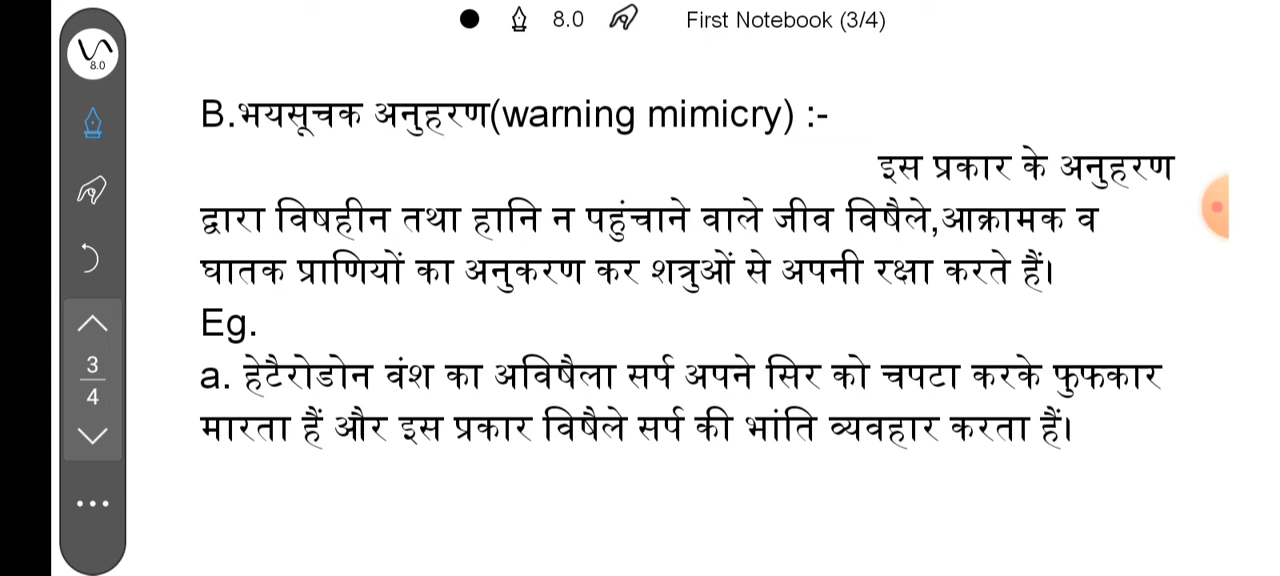 8.0 First Notebook (3/4)
8.0
B.भयसूचक अनुहरण(warning mimicry) :-
इस प्रकार के अनुहरण
द्वारा विषहीन तथा हानि न पहुंचाने वाले जीव विषैले,आक्रामक व
घातक प्राणियों का अनुकरण कर शत्रुओं से अपनी रक्षा करते हैं।
Eg.
a. हेटैरोडोन वंश का अविषैला सर्प अपने सिर को चपटा करके फुफकार
मारता हैं और इस प्रकार विषैले सर्प की भांति व्यवहार करता हैं।
3
4